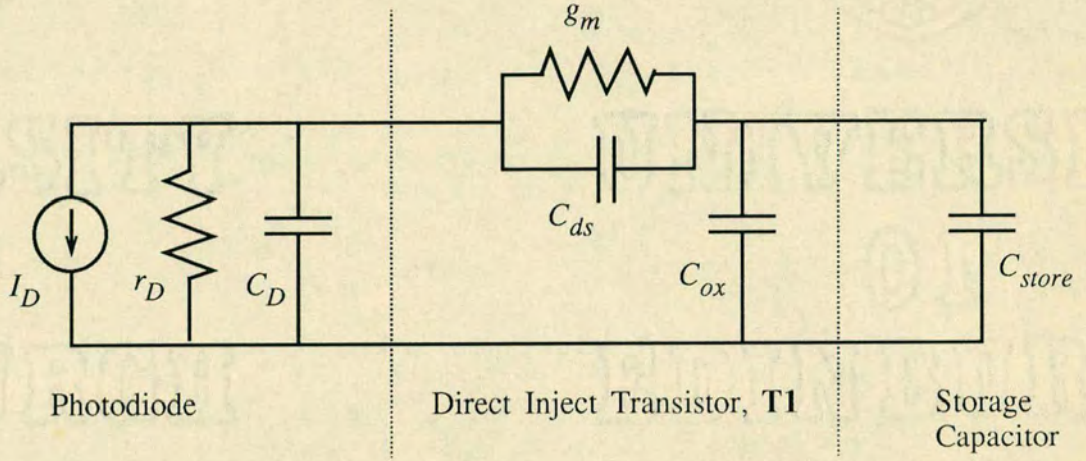 g_m
C_ds
I_D
r_D
C_D
C_ox
C_store
Photodiode
Direct Inject Transistor, T1
Storage
Capacitor